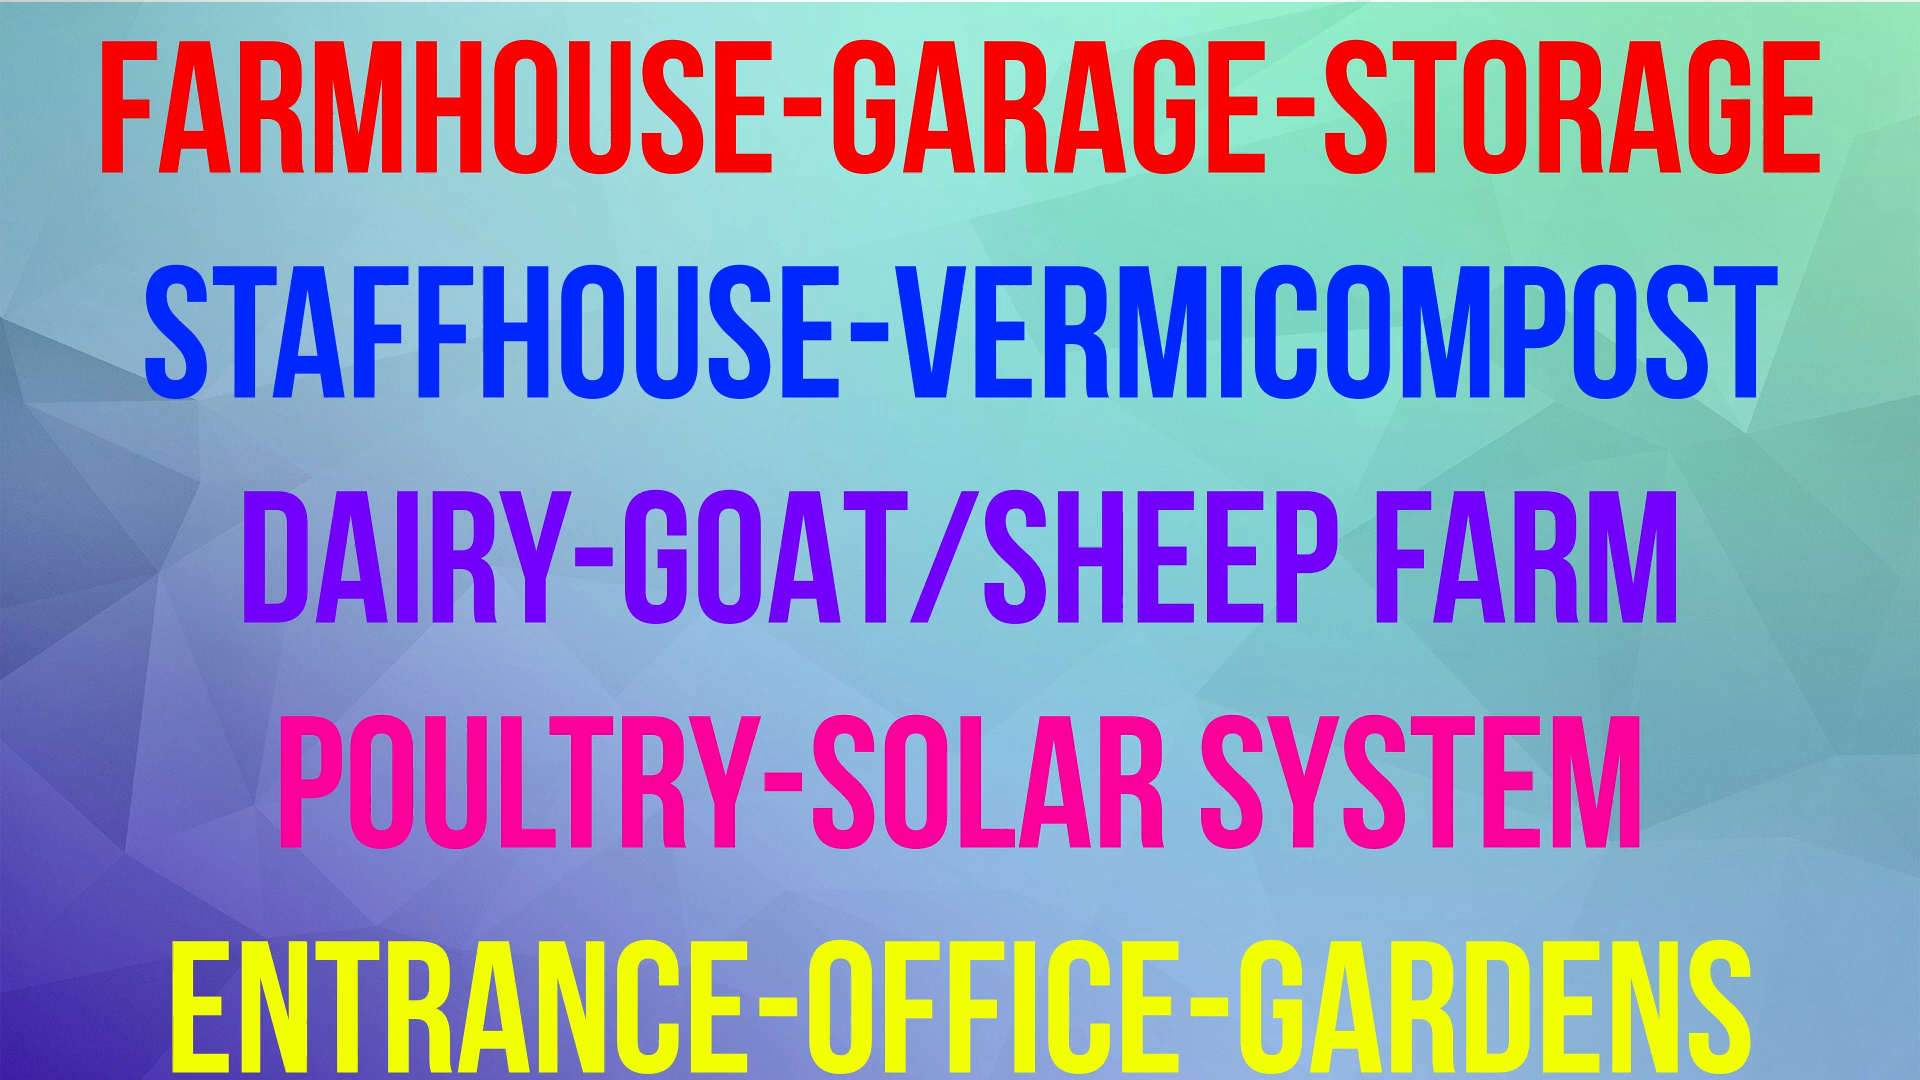 FARMHOUSE-GARAGE-STORAGE
STAFFHOUSE-VERMICOMPOST
DAIRY-GOAT/SHEEP FARM
POULTRY-SOLAR SYSTEM
ENTRANCE-OFFICE-GARDENS